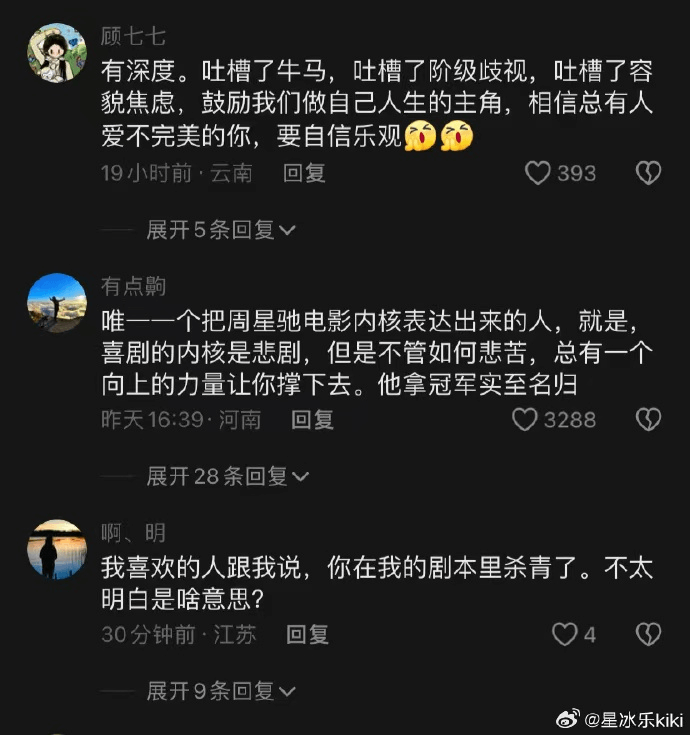 顾七七
有深度。吐槽了牛马，吐槽了阶级歧视，吐槽了容
貌焦虑，鼓励我们做自己人生的主角，相信总有人
爱不完美的你，要自信乐观
19小时前·云南 回复 393
展开5条回复
有点齁
唯一一个把周星驰电影内核表达出来的人，就是，
喜剧的内核是悲剧，但是不管如何悲苦，总有一个
向上的力量让你撑下去。他拿冠军实至名归
昨天16:39·河南 回复 3288
展开28条回复
啊、明
我喜欢的人跟我说，你在我的剧本里杀青了。不太
明白是啥意思？
30分钟前·江苏 回复 4
展开9条回复
@星冰乐kiki